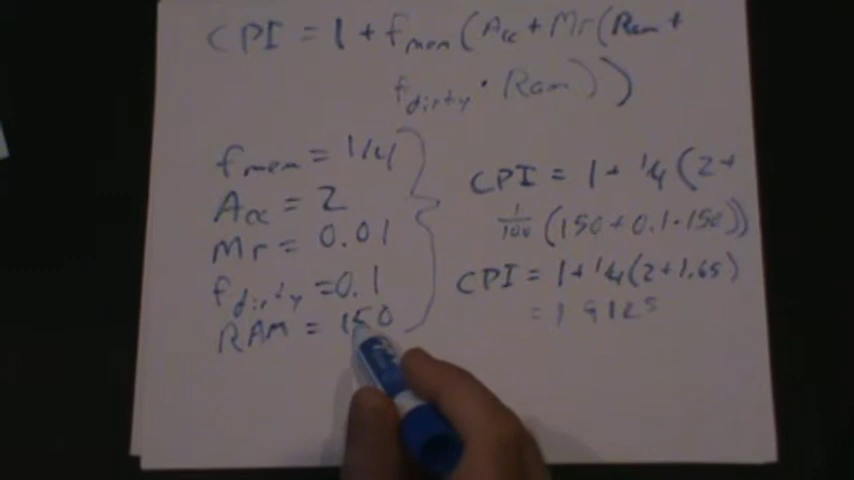 CPI = 1 + fmem (Acc + Mr (Ram +
fdirty · Ram))
fmem = 1/4
Acc = 2
Mr = 0.01
fdirty = 0.1
RAM = 150
CPI = 1 + 1/4 (2 +
1/100 (150 + 0.1 · 150))
CPI = 1 + 1/4 (2 + 1.65)
= 1 9125